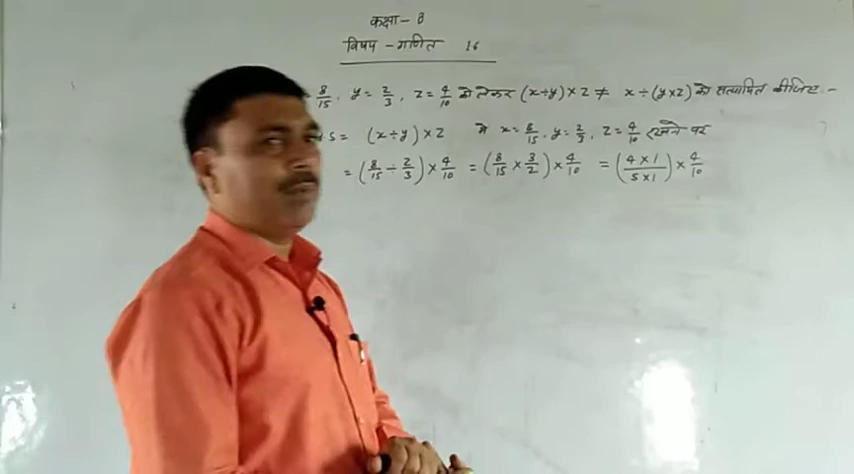 कक्षा - 8
विषय - गणित 16
8/15, y = 2/3, z = 4/10 को लेकर (x÷y)×z ≠ x÷(y×z) को सत्यापित कीजिए -
S = (x÷y)×z में x = 8/15, y = 2/3, z = 4/10 रखने पर
= (8/15 ÷ 2/3) × 4/10 = (8/15 × 3/2) × 4/10 = (4×1/5×1) × 4/10